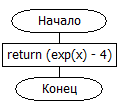 Начало
return (exp(x) - 4)
Конец